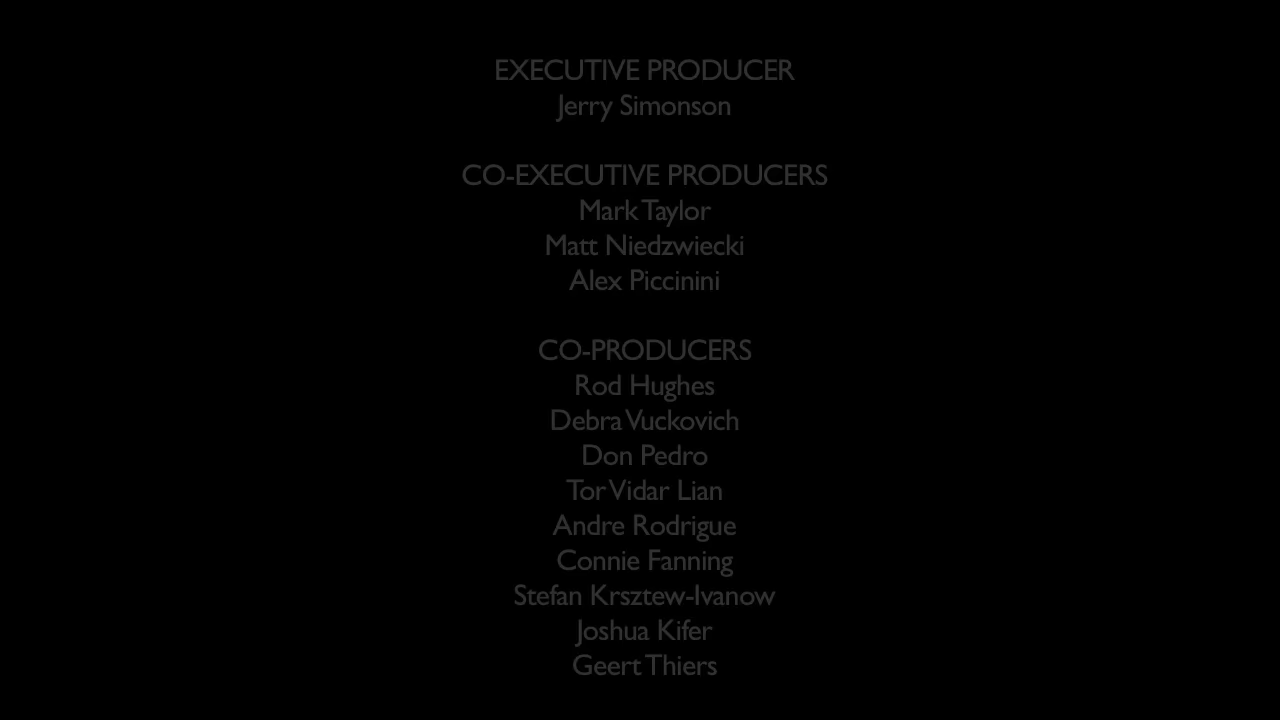 EXECUTIVE PRODUCER
Jerry Simonson
CO-EXECUTIVE PRODUCERS
Mark Taylor
Matt Niedzwiecki
Alex Piccinini
CO-PRODUCERS
Rod Hughes
Debra Vuckovich
Don Pedro
Tor Vidar Lian
Andre Rodrigue
Connie Fanning
Stefan Krsztew-Ivanow
Joshua Kifer
Geert Thiers